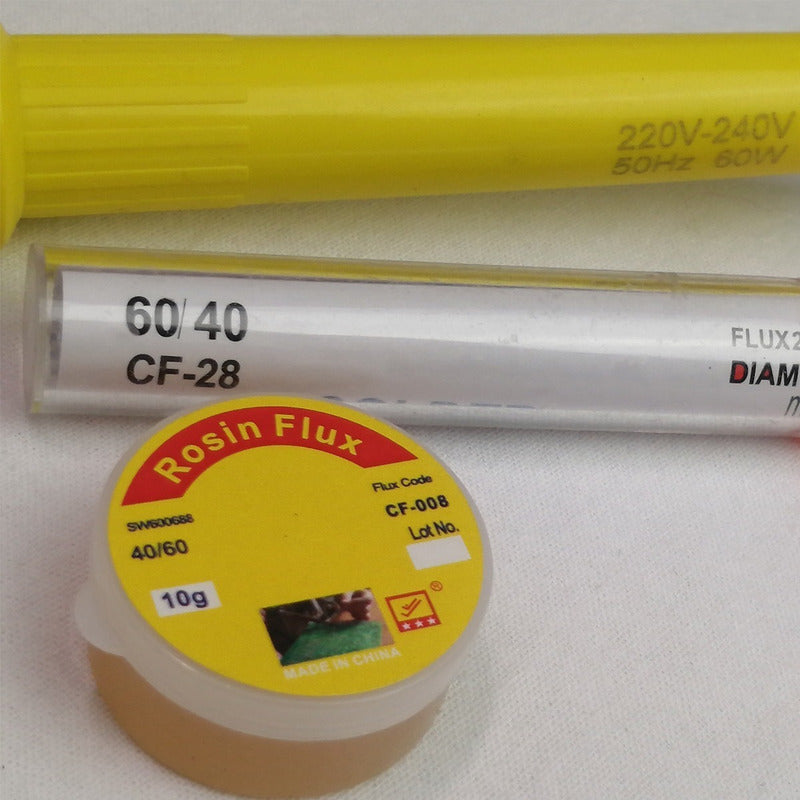 220V-240V
50Hz 60W
60/40
CF-28
FLUX2
DIAM
Rosin Flux
Flux Code
CF-008
Lot No.
SW600688
40/60
10g
®
MADE IN CHINA